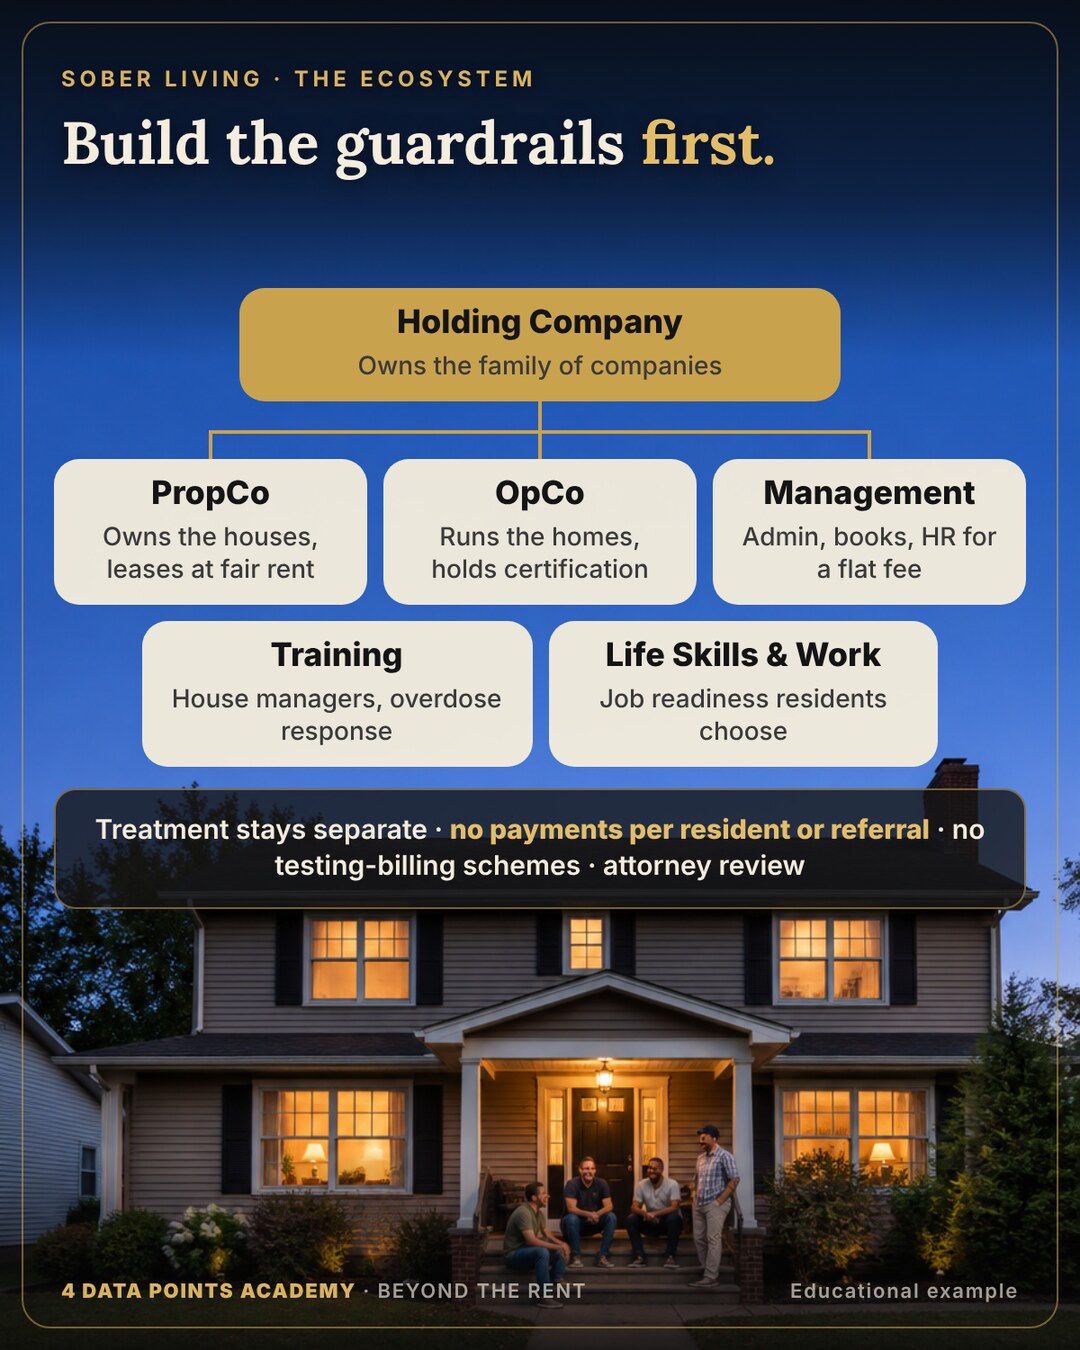 SOBER LIVING · THE ECOSYSTEM
Build the guardrails first.
Holding Company
Owns the family of companies
PropCo
Owns the houses,
leases at fair rent
OpCo
Runs the homes,
holds certification
Management
Admin, books, HR for
a flat fee
Training
House managers, overdose
response
Life Skills & Work
Job readiness residents
choose
Treatment stays separate · no payments per resident or referral · no
testing-billing schemes · attorney review
4 DATA POINTS ACADEMY · BEYOND THE RENT
Educational example